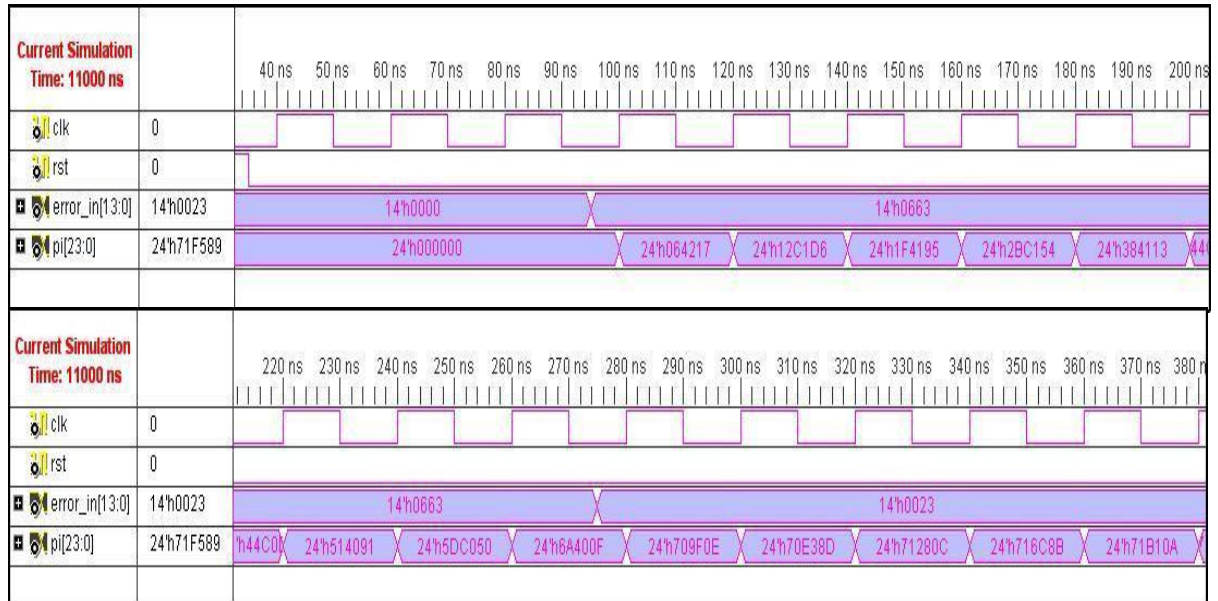 Current Simulation
Time: 11000 ns
40 ns 50 ns 60 ns 70 ns 80 ns 90 ns 100 ns 110 ns 120 ns 130 ns 140 ns 150 ns 160 ns 170 ns 180 ns 190 ns 200 ns
clk 0
rst 0
error_in[13:0] 14'h0023 14'h0000 14'h0663
pi[23:0] 24'h71F589 24'h000000 24'h064217 24'h12C1D6 24'h1F4195 24'h2BC154 24'h384113 44
Current Simulation
Time: 11000 ns
220 ns 230 ns 240 ns 250 ns 260 ns 270 ns 280 ns 290 ns 300 ns 310 ns 320 ns 330 ns 340 ns 350 ns 360 ns 370 ns 380 n
clk 0
rst 0
error_in[13:0] 14'h0023 14'h0663 14'h0023
pi[23:0] 24'h71F589 'h44C0 24'h514091 24'h5DC050 24'h6A400F 24'h709F0E 24'h70E38D 24'h71280C 24'h716C8B 24'h71B10A